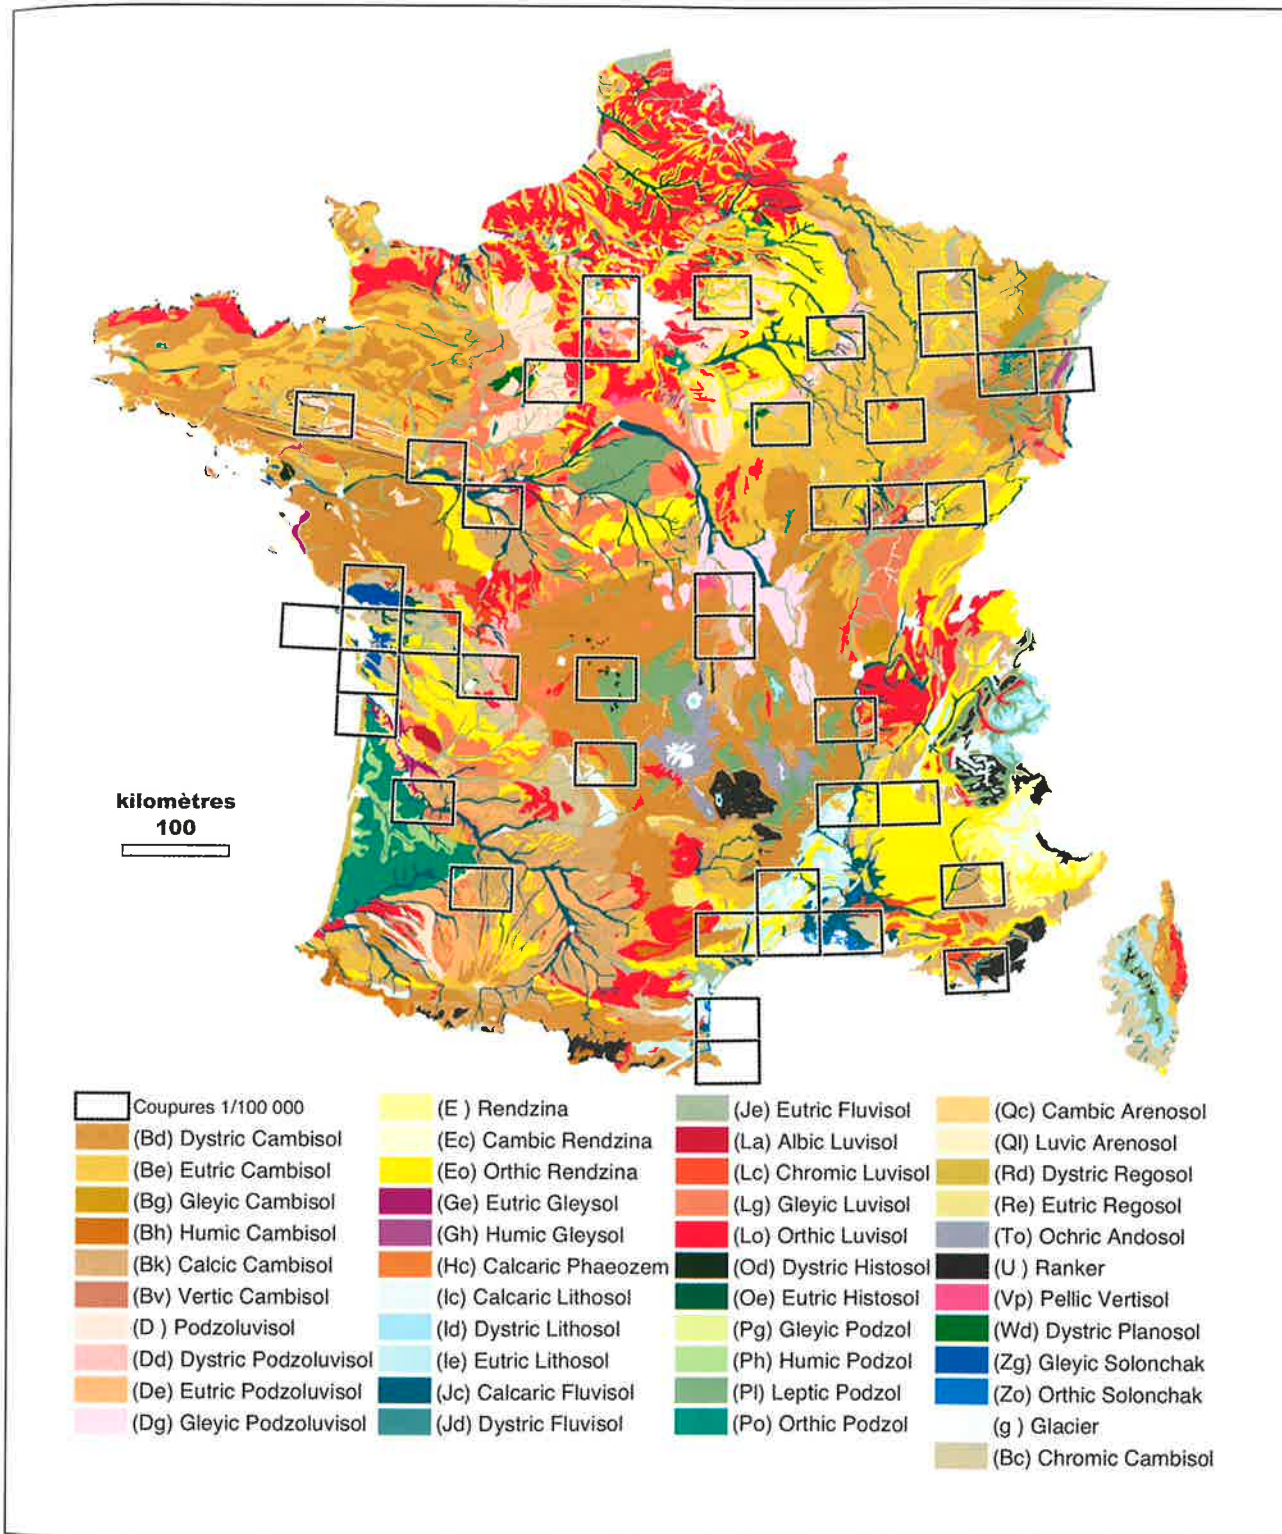 kilomètres
100
Coupures 1/100 000
(Bd) Dystric Cambisol
(Be) Eutric Cambisol
(Bg) Gleyic Cambisol
(Bh) Humic Cambisol
(Bk) Calcic Cambisol
(Bv) Vertic Cambisol
(D ) Podzoluvisol
(Dd) Dystric Podzoluvisol
(De) Eutric Podzoluvisol
(Dg) Gleyic Podzoluvisol
(E ) Rendzina
(Ec) Cambic Rendzina
(Eo) Orthic Rendzina
(Ge) Eutric Gleysol
(Gh) Humic Gleysol
(Hc) Calcaric Phaeozem
(Ic) Calcaric Lithosol
(Id) Dystric Lithosol
(Ie) Eutric Lithosol
(Jc) Calcaric Fluvisol
(Jd) Dystric Fluvisol
(Je) Eutric Fluvisol
(La) Albic Luvisol
(Lc) Chromic Luvisol
(Lg) Gleyic Luvisol
(Lo) Orthic Luvisol
(Od) Dystric Histosol
(Oe) Eutric Histosol
(Pg) Gleyic Podzol
(Ph) Humic Podzol
(Pl) Leptic Podzol
(Po) Orthic Podzol
(Qc) Cambic Arenosol
(Ql) Luvic Arenosol
(Rd) Dystric Regosol
(Re) Eutric Regosol
(To) Ochric Andosol
(U ) Ranker
(Vp) Pellic Vertisol
(Wd) Dystric Planosol
(Zg) Gleyic Solonchak
(Zo) Orthic Solonchak
(g ) Glacier
(Bc) Chromic Cambisol